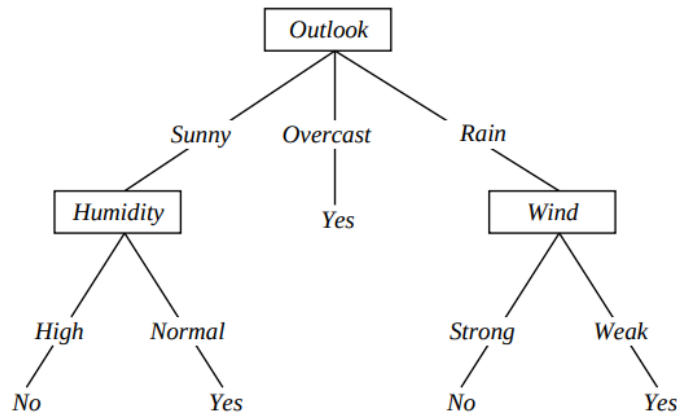 Outlook
Sunny Overcast Rain
Humidity Yes Wind
High Normal Strong Weak
No Yes No Yes